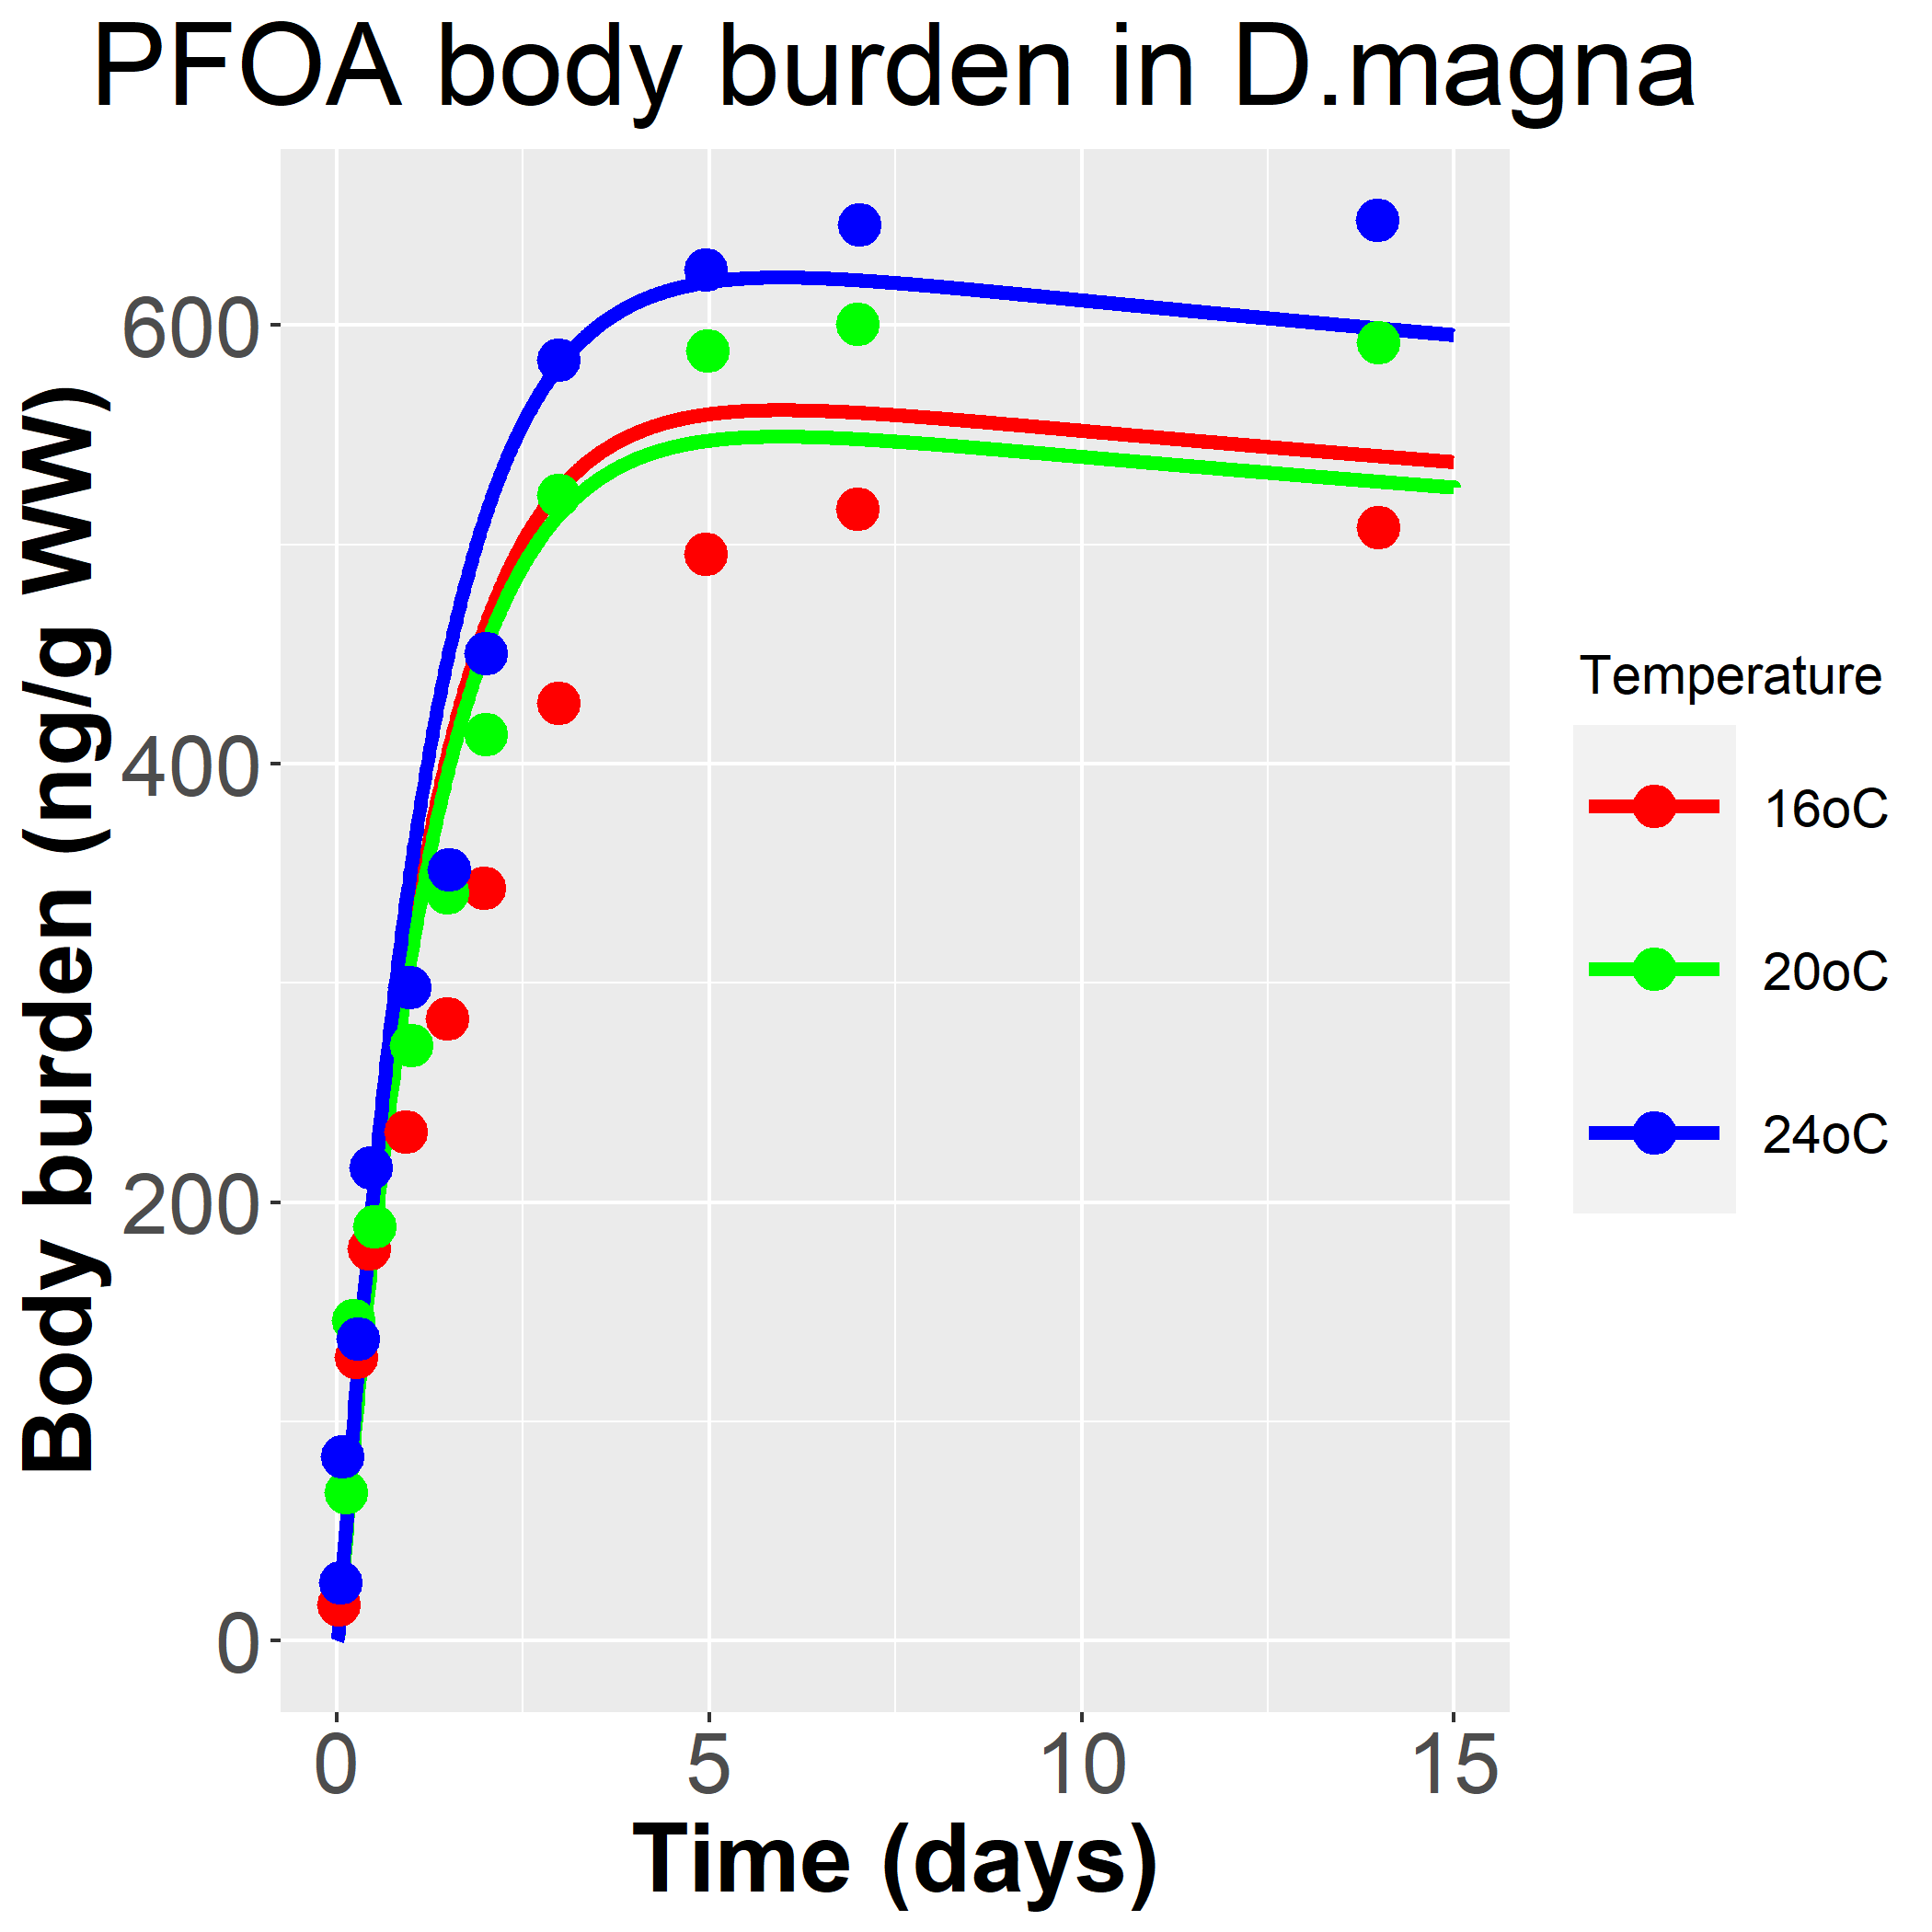 PFOA body burden in D.magna
Body burden (ng/g WW)
600
400
200
0
0 5 10 15
Time (days)
Temperature
16oC
20oC
24oC